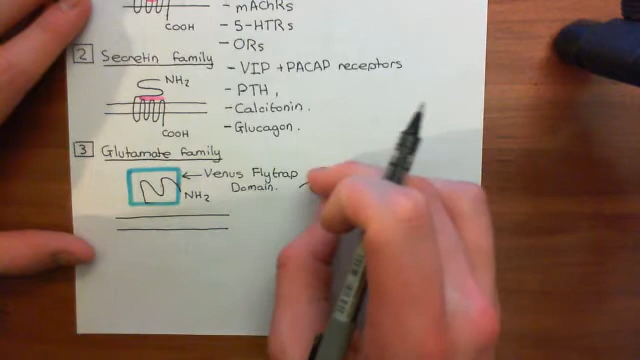 - mAChRs
COOH
- 5-HTRs
- ORs
2 Secretin family
NH2
- VIP + PACAP receptors
- PTH,
- Calcitonin.
COOH
- Glucagon.
3 Glutamate family
Venus Flytrap
Domain.
NH2